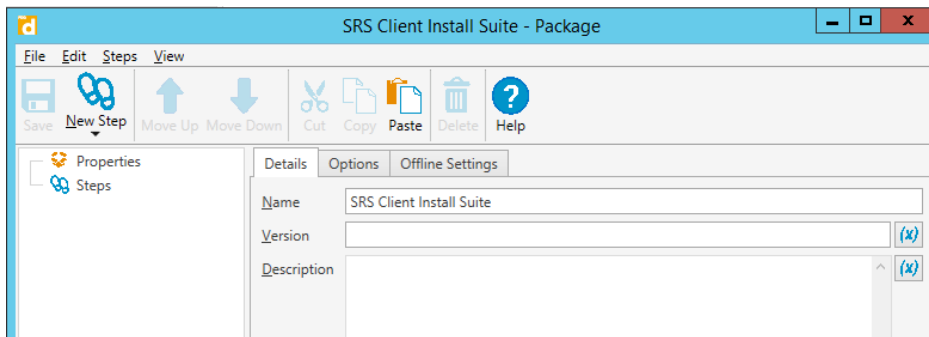 SRS Client Install Suite - Package
File Edit Steps View
Save New Step Move Up Move Down Cut Copy Paste Delete Help
Properties
Steps
Details Options Offline Settings
Name SRS Client Install Suite
Version (x)
Description (x)